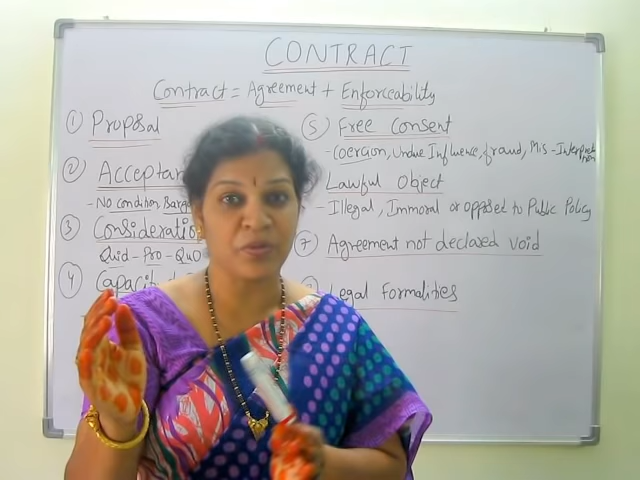 CONTRACT
Contract = Agreement + Enforceability
1 Proposal
2
- No Condition
3
Quid - Pro - Quo
4
5 Free Consent
- Coercion, Undue Influence, fraud, Mis - Interpretation
Lawful Object
- Illegal, Immoral or opposed to Public Policy
7 Agreement not declared void
Legal Formalities